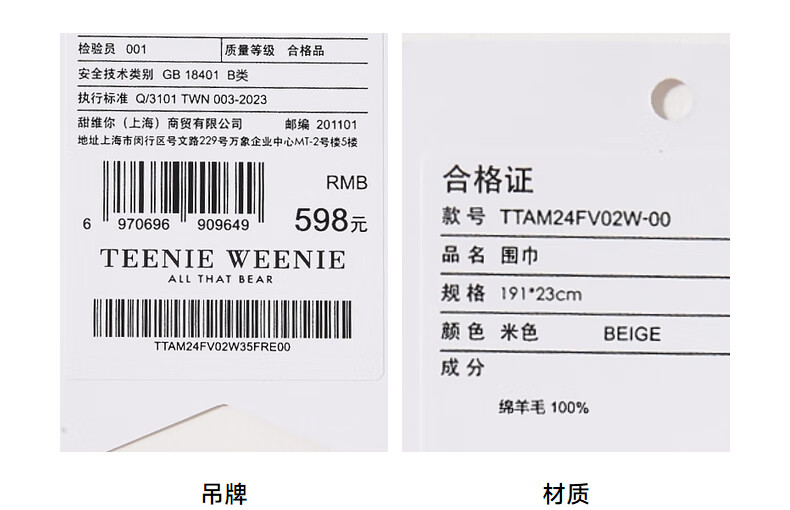 检验员 001 质量等级 合格品
安全技术类别 GB 18401 B类
执行标准 Q/3101 TWN 003-2023
甜维你（上海）商贸有限公司 邮编 201101
地址上海市闵行区号文路229号万象企业中心MT-2号楼5楼
RMB
598元
6 970696 909649
TEENIE WEENIE
ALL THAT BEAR
TTAM24FV02W35FRE00
吊牌
合格证
款号 TTAM24FV02W-00
品名 围巾
规格 191*23cm
颜色 米色 BEIGE
成分
绵羊毛 100%
材质